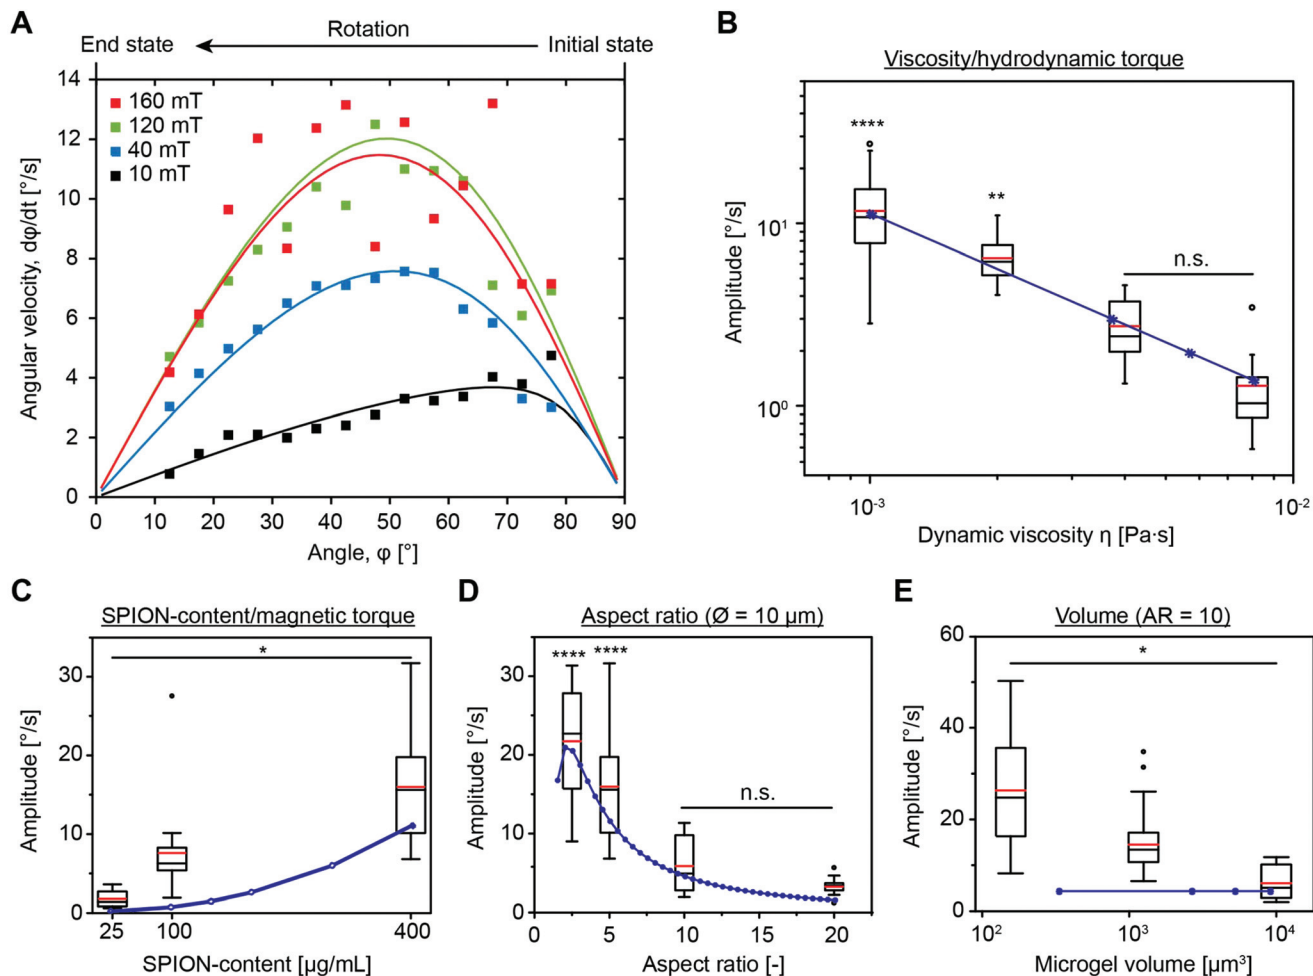 A
Rotation
End state
Initial state
14
12
10
8
6
4
2
0
Angular velocity, dφ/dt [°/s]
160 mT
120 mT
40 mT
10 mT
0 10 20 30 40 50 60 70 80 90
Angle, φ [°]
B
Viscosity/hydrodynamic torque
****
**
n.s.
10¹
10⁰
Amplitude [°/s]
10⁻³ 10⁻²
Dynamic viscosity η [Pa·s]
C
SPION-content/magnetic torque
*
30
20
10
0
Amplitude [°/s]
25 100 400
SPION-content [µg/mL]
D
Aspect ratio (Ø = 10 µm)
**** ****
n.s.
30
20
10
0
Amplitude [°/s]
0 5 10 15 20
Aspect ratio [-]
E
Volume (AR = 10)
*
60
40
20
0
Amplitude [°/s]
10² 10³ 10⁴
Microgel volume [µm³]